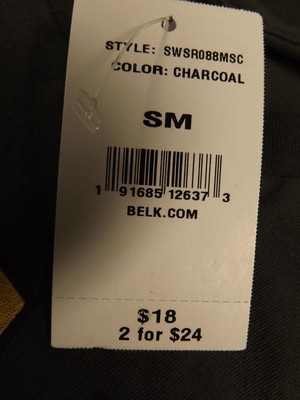 STYLE: SWSR088MSC
COLOR: CHARCOAL
SM
1 91685 12637 3
BELK.COM
$18
2 for $24